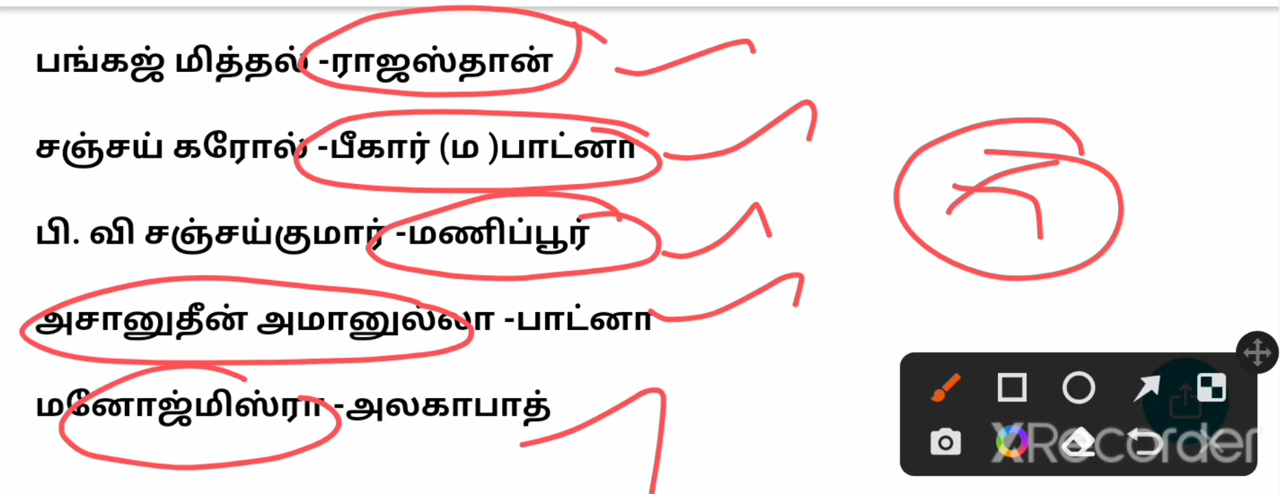 பங்கஜ் மித்தல் -ராஜஸ்தான்
சஞ்சய் கரோல் -பீகார் (ம )பாட்னா
பி. வி சஞ்சய்குமார் -மணிப்பூர்
அசானுதீன் அமானுல்லா -பாட்னா
மனோஜ்மிஸ்ரா -அலகாபாத்
XRecorder